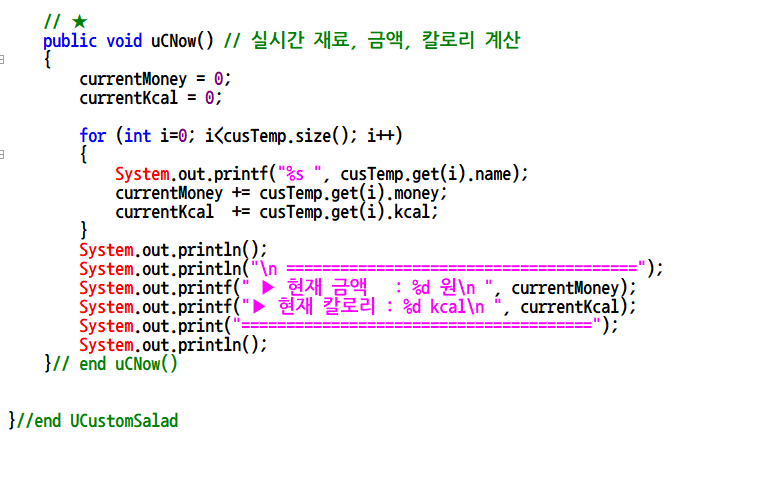 // ★
public void uCNow() // 실시간 재료, 금액, 칼로리 계산
{
currentMoney = 0;
currentKcal = 0;
for (int i=0; i<cusTemp.size(); i++)
{
System.out.printf("%s ", cusTemp.get(i).name);
currentMoney += cusTemp.get(i).money;
currentKcal  += cusTemp.get(i).kcal;
}
System.out.println();
System.out.println("\n =======================================");
System.out.printf(" ▶ 현재 금액   : %d 원\n ", currentMoney);
System.out.printf("▶ 현재 칼로리 : %d kcal\n ", currentKcal);
System.out.print("=======================================");
System.out.println();
}// end uCNow()
}//end UCustomSalad